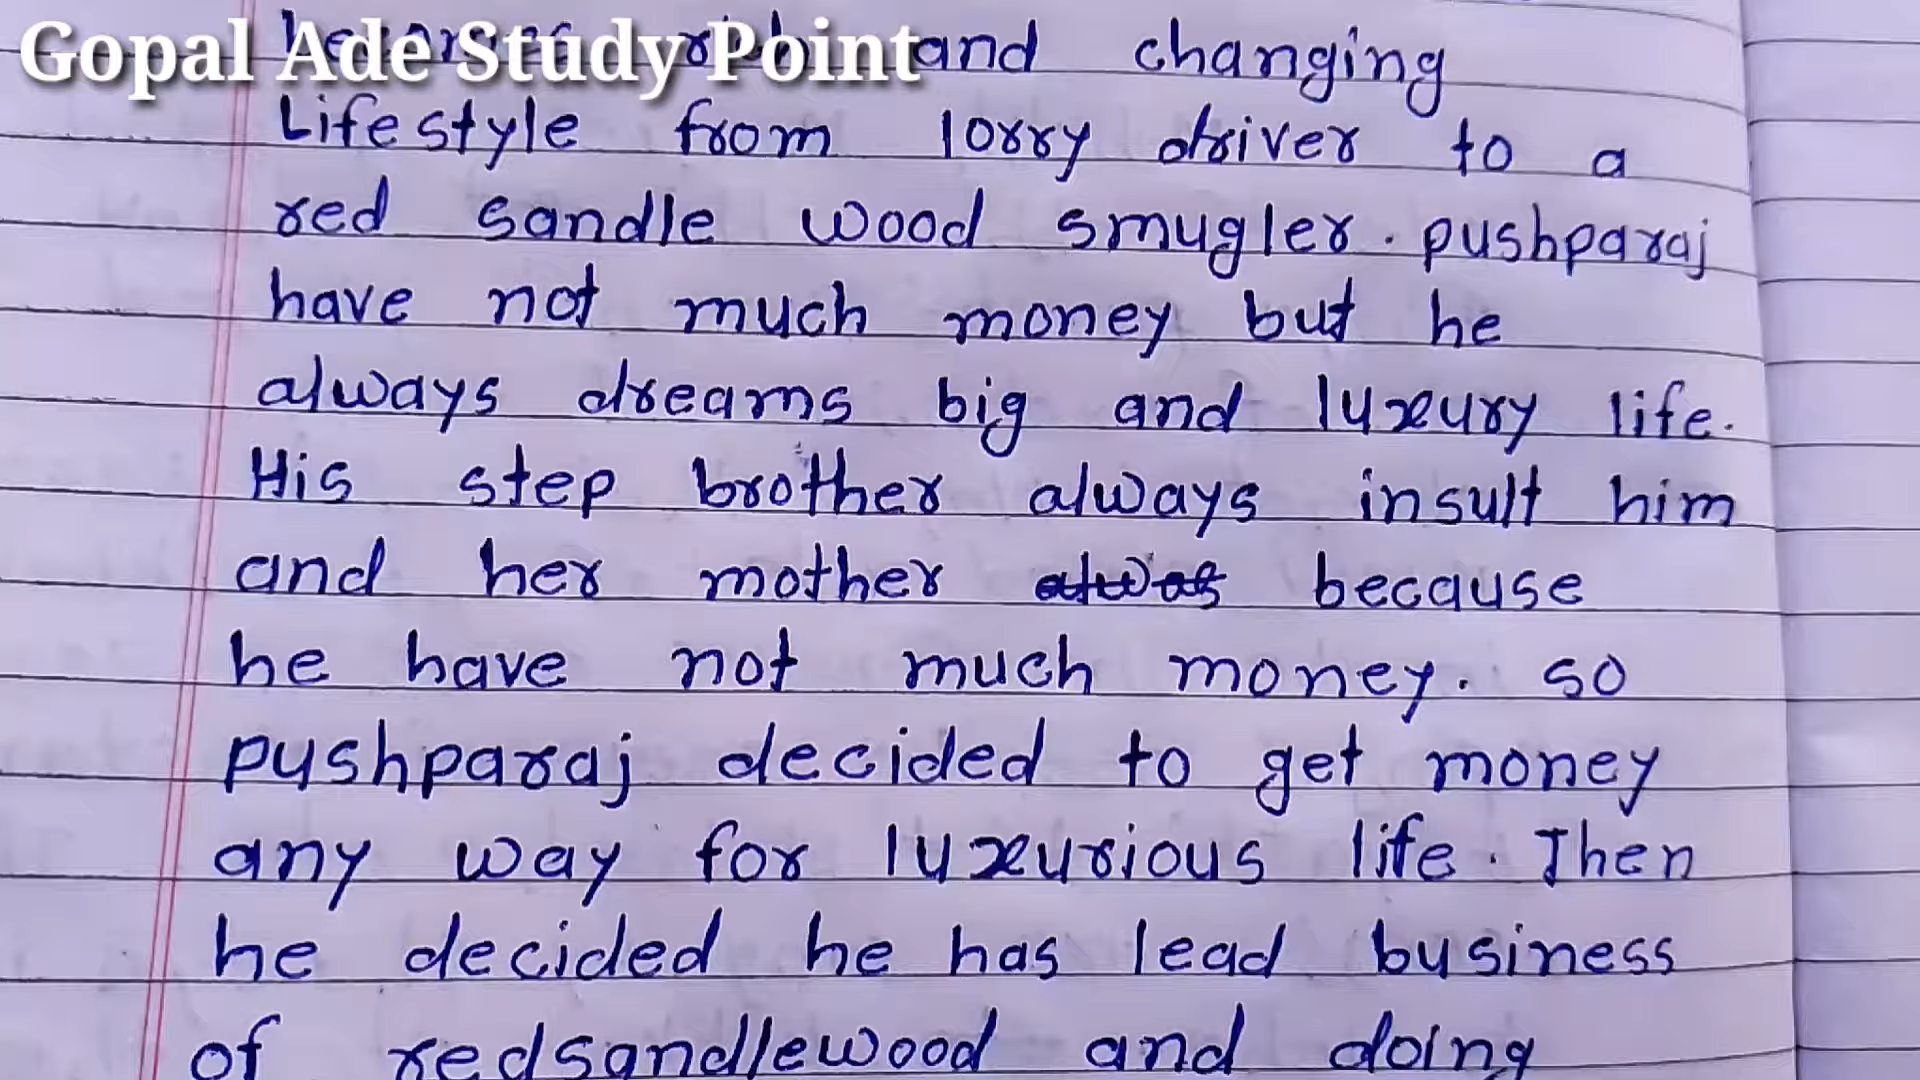 Gopal Ade Study Point
and changing
Lifestyle from lorry driver to a
red sandle wood smugler. pushparaj
have not much money but he
always dreams big and luxury life.
His step brother always insult him
and her mother because
he have not much money. so
pushparaj decided to get money
any way for luxurious life. Then
he decided he has lead business
of redsandlewood and doing